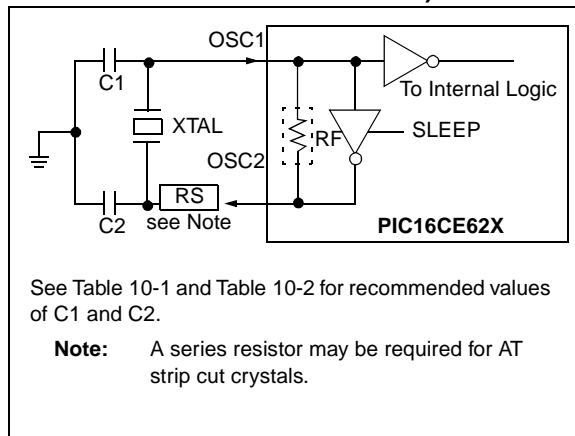 OSC1
C1
To Internal Logic
XTAL
RF
SLEEP
OSC2
RS
C2
see Note
PIC16CE62X
See Table 10-1 and Table 10-2 for recommended values
of C1 and C2.
Note: A series resistor may be required for AT
strip cut crystals.